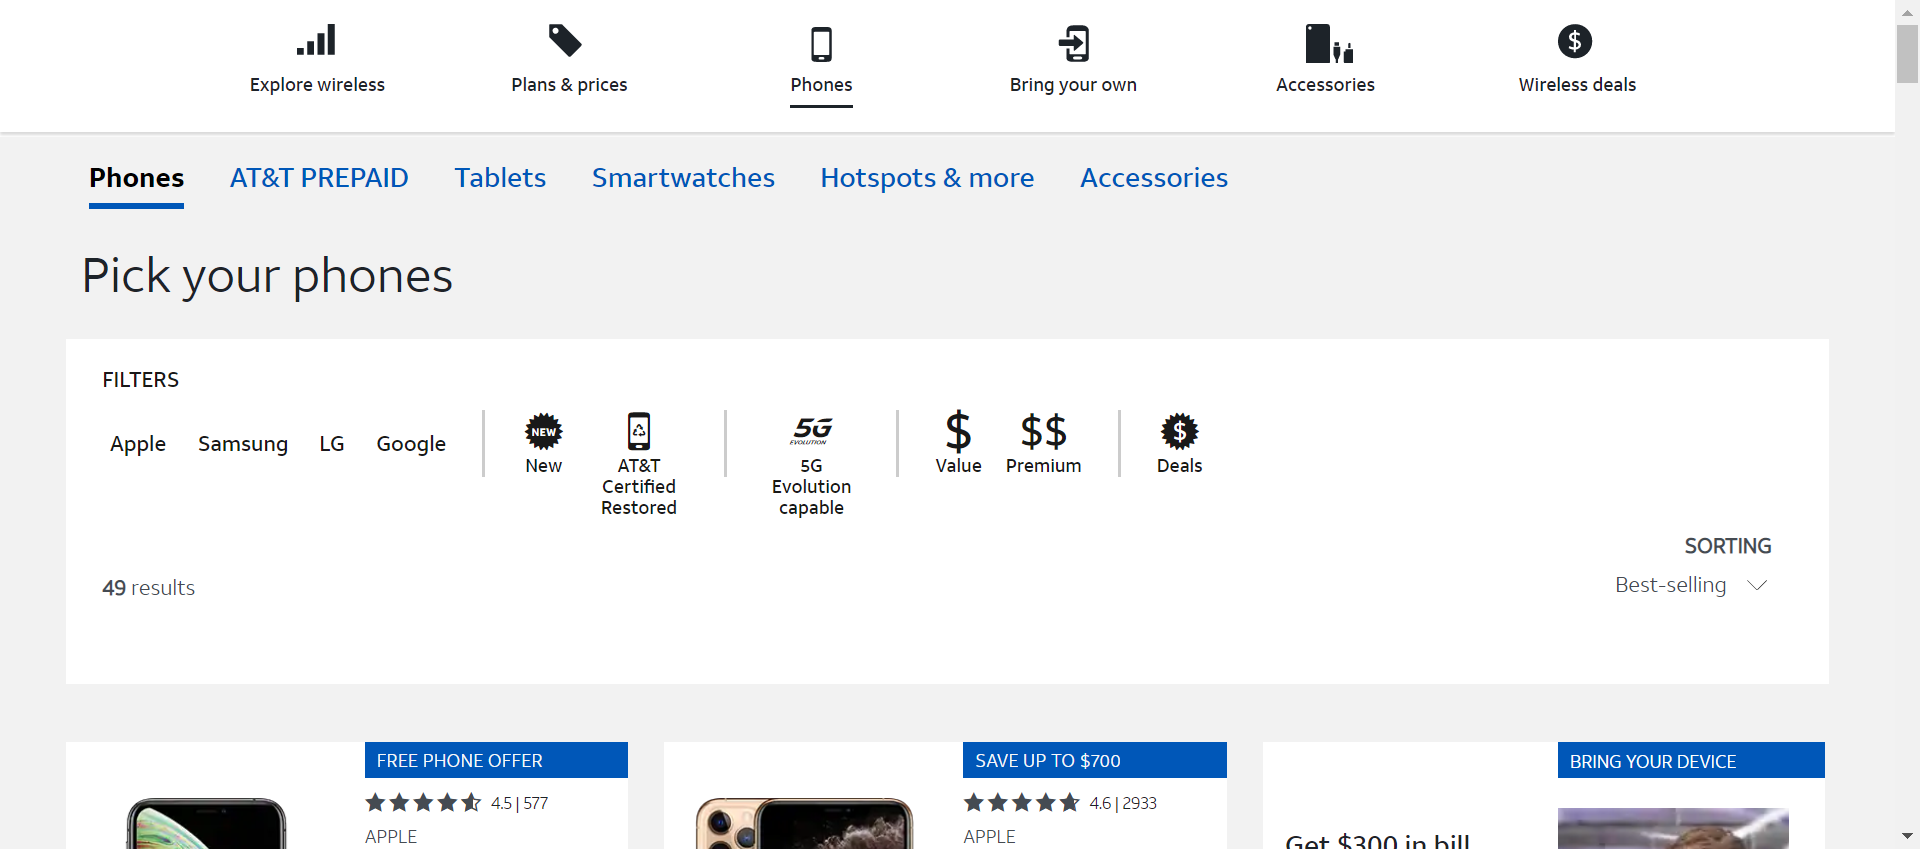 Explore wireless
Plans & prices
Phones
Bring your own
Accessories
Wireless deals
Phones
AT&T PREPAID
Tablets
Smartwatches
Hotspots & more
Accessories
Pick your phones
FILTERS
Apple
Samsung
LG
Google
NEW
New
AT&T
Certified
Restored
5G
EVOLUTION
5G
Evolution
capable
$
Value
$$
Premium
$
Deals
SORTING
Best-selling
49 results
FREE PHONE OFFER
4.5 | 577
APPLE
SAVE UP TO $700
4.6 | 2933
APPLE
BRING YOUR DEVICE
Get $300 in bill